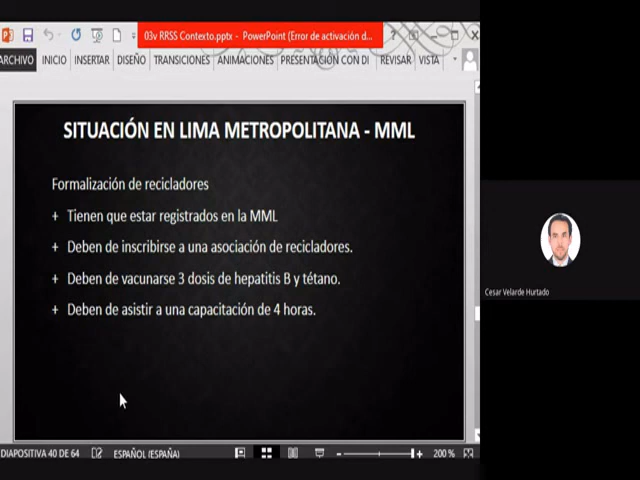 03v RRSS Contexto.pptx - PowerPoint (Error de activación d...
ARCHIVO INICIO INSERTAR DISEÑO TRANSICIONES ANIMACIONES PRESENTACIÓN CON DI REVISAR VISTA
SITUACIÓN EN LIMA METROPOLITANA - MML
Formalización de recicladores
+ Tienen que estar registrados en la MML
+ Deben de inscribirse a una asociación de recicladores.
+ Deben de vacunarse 3 dosis de hepatitis B y tétano.
+ Deben de asistir a una capacitación de 4 horas.
Cesar Velarde Hurtado
DIAPOSITIVA 40 DE 64 ESPAÑOL (ESPAÑA) 200 %